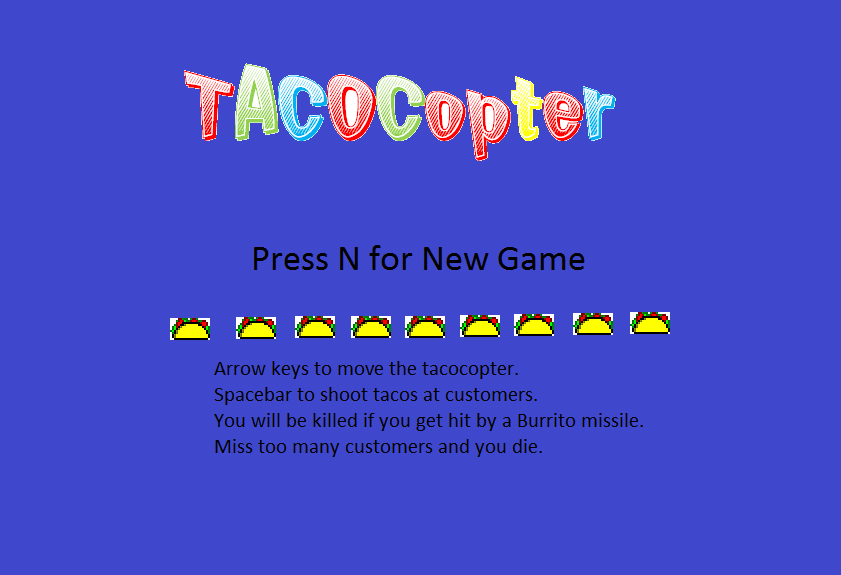 TACOCopter
Press N for New Game
Arrow keys to move the tacocopter.
Spacebar to shoot tacos at customers.
You will be killed if you get hit by a Burrito missile.
Miss too many customers and you die.